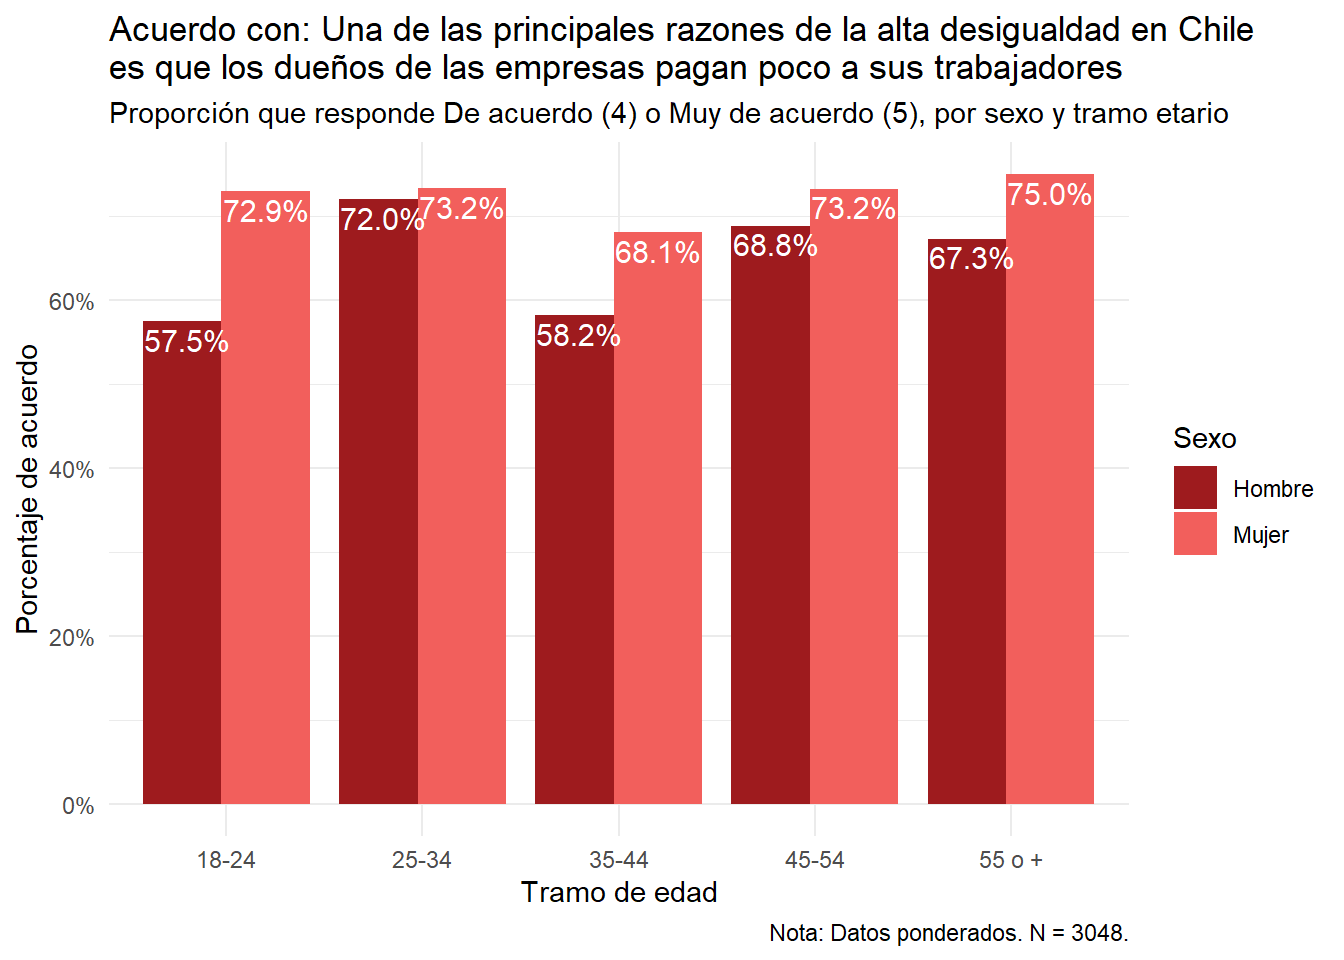 Acuerdo con: Una de las principales razones de la alta desigualdad en Chile
es que los dueños de las empresas pagan poco a sus trabajadores
Proporción que responde De acuerdo (4) o Muy de acuerdo (5), por sexo y tramo etario
Porcentaje de acuerdo
60%
40%
20%
0%
57.5%
72.9%
72.0%
73.2%
58.2%
68.1%
68.8%
73.2%
67.3%
75.0%
18-24
25-34
35-44
45-54
55 o +
Tramo de edad
Sexo
Hombre
Mujer
Nota: Datos ponderados. N = 3048.